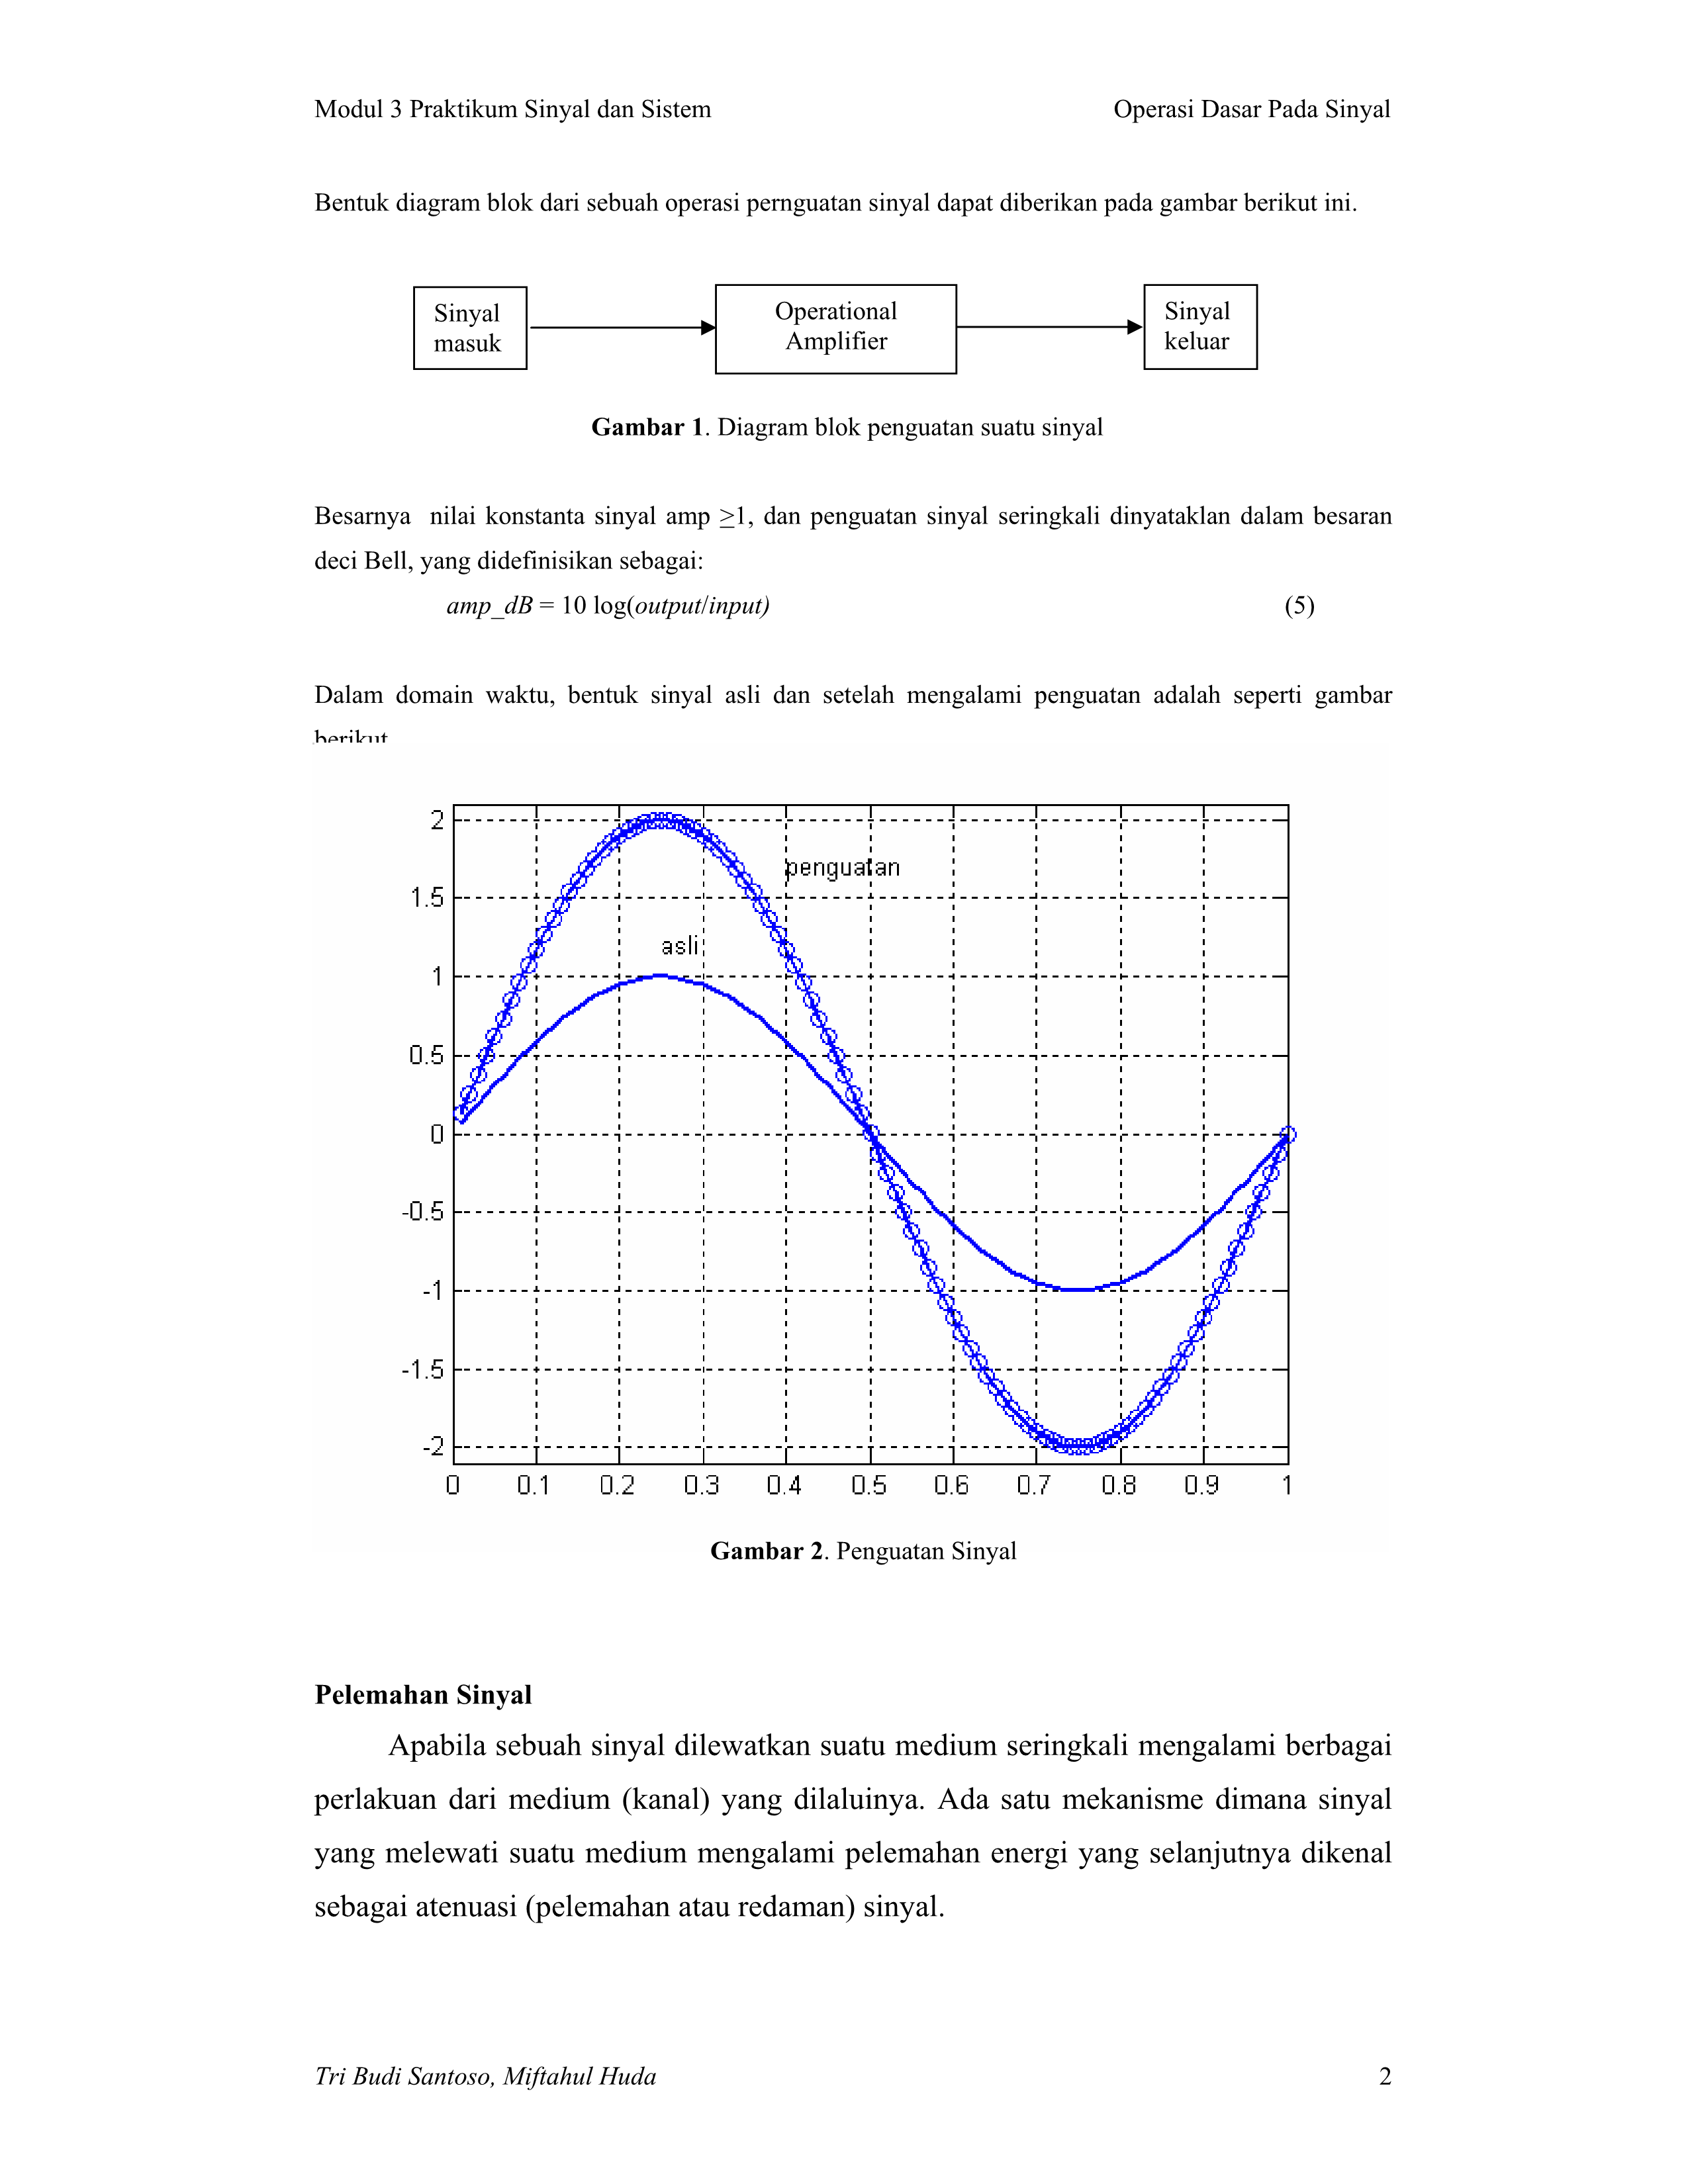 Modul 3 Praktikum Sinyal dan Sistem Operasi Dasar Pada Sinyal
Bentuk diagram blok dari sebuah operasi pernguatan sinyal dapat diberikan pada gambar berikut ini.
Sinyal
masuk
Operational
Amplifier
Sinyal
keluar
Gambar 1. Diagram blok penguatan suatu sinyal
Besarnya nilai konstanta sinyal amp ≥1, dan penguatan sinyal seringkali dinyataklan dalam besaran
deci Bell, yang didefinisikan sebagai:
amp_dB = 10 log(output/input) (5)
Dalam domain waktu, bentuk sinyal asli dan setelah mengalami penguatan adalah seperti gambar
berikut
2
penguatan
1.5
asli
1
0.5
0
-0.5
-1
-1.5
-2
0 0.1 0.2 0.3 0.4 0.5 0.6 0.7 0.8 0.9 1
Gambar 2. Penguatan Sinyal
Pelemahan Sinyal
Apabila sebuah sinyal dilewatkan suatu medium seringkali mengalami berbagai
perlakuan dari medium (kanal) yang dilaluinya. Ada satu mekanisme dimana sinyal
yang melewati suatu medium mengalami pelemahan energi yang selanjutnya dikenal
sebagai atenuasi (pelemahan atau redaman) sinyal.
Tri Budi Santoso, Miftahul Huda 2